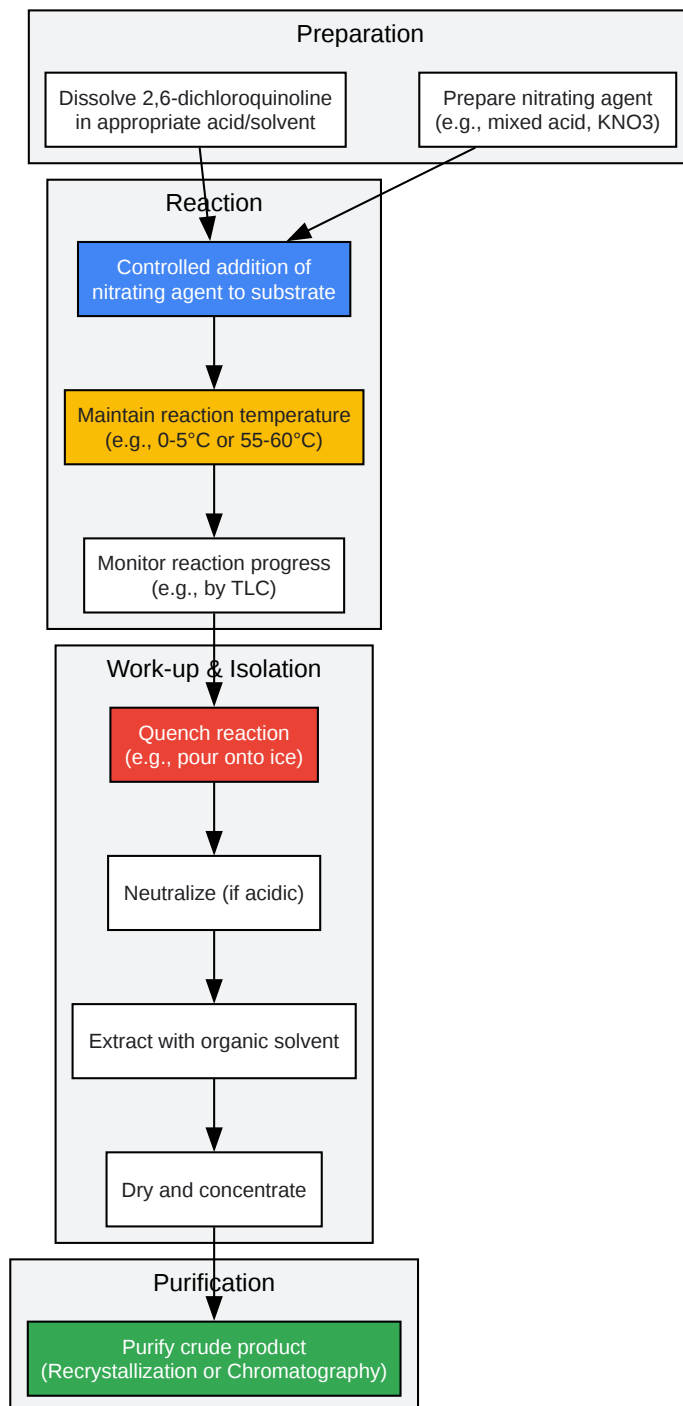 Preparation
Dissolve 2,6-dichloroquinoline
in appropriate acid/solvent
Prepare nitrating agent
(e.g., mixed acid, KNO3)
Reaction
Controlled addition of
nitrating agent to substrate
Maintain reaction temperature
(e.g., 0-5°C or 55-60°C)
Monitor reaction progress
(e.g., by TLC)
Work-up & Isolation
Quench reaction
(e.g., pour onto ice)
Neutralize (if acidic)
Extract with organic solvent
Dry and concentrate
Purification
Purify crude product
(Recrystallization or Chromatography)